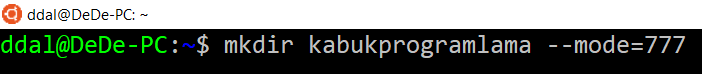 ddal@DeDe-PC: ~
ddal@DeDe-PC:~$ mkdir kabukprogramlama --mode=777